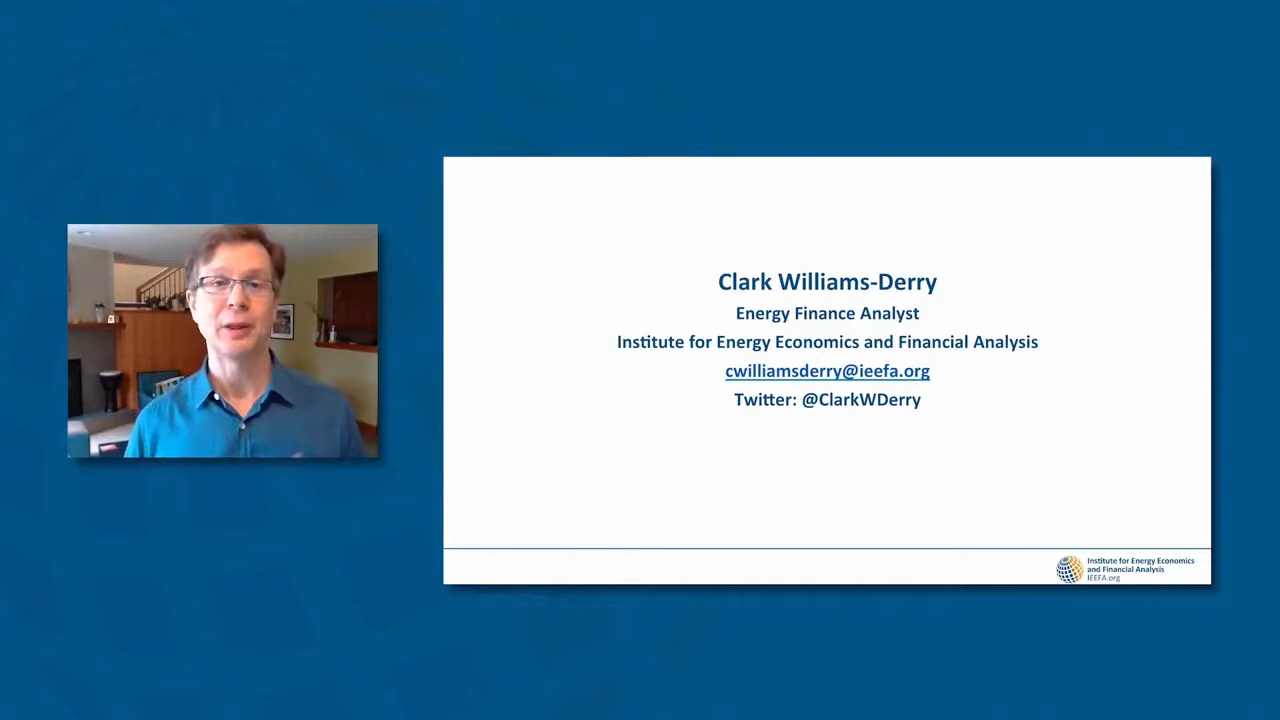 Clark Williams-Derry
Energy Finance Analyst
Institute for Energy Economics and Financial Analysis
cwilliamsderry@ieefa.org
Twitter: @ClarkWDerry
Institute for Energy Economics
and Financial Analysis
IEEFA.org